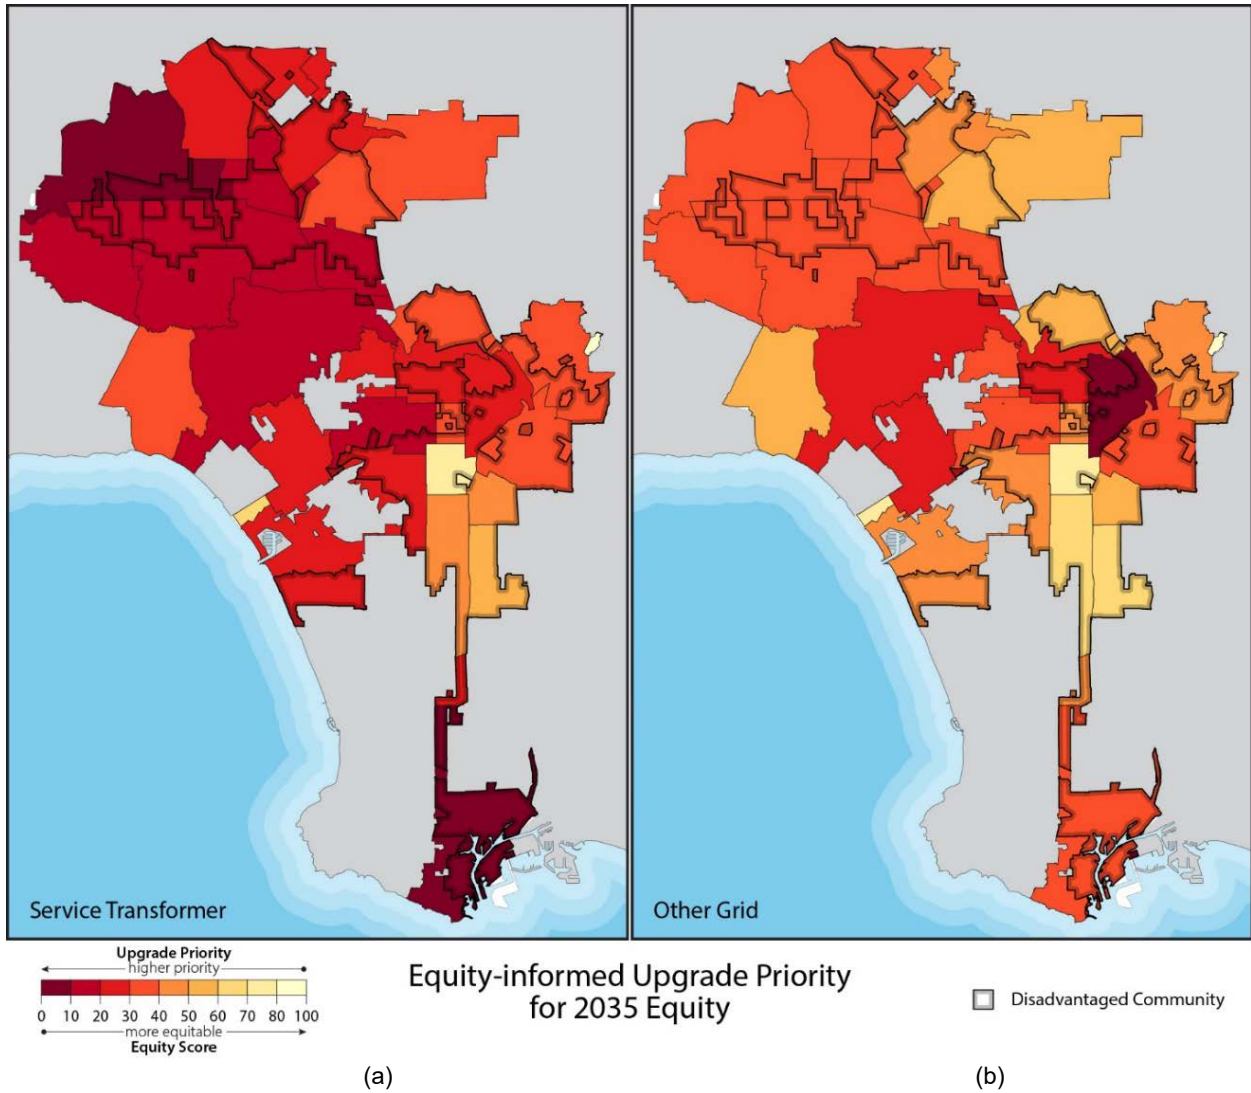 Service Transformer
Other Grid
Upgrade Priority
higher priority
0 10 20 30 40 50 60 70 80 90 100
more equitable
Equity Score
Equity-informed Upgrade Priority
for 2035 Equity
Disadvantaged Community
(a)
(b)